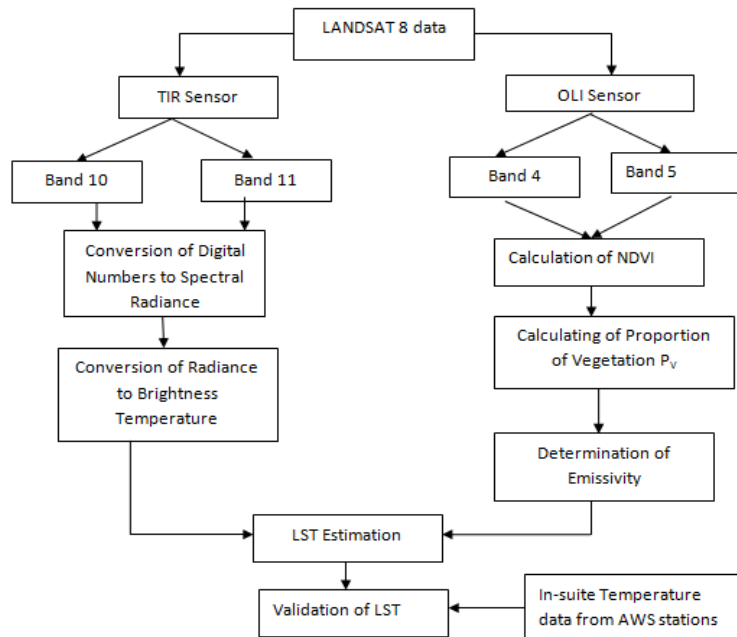 LANDSAT 8 data
TIR Sensor
OLI Sensor
Band 10
Band 11
Band 4
Band 5
Conversion of Digital
Numbers to Spectral
Radiance
Calculation of NDVI
Conversion of Radiance
to Brightness
Temperature
Calculating of Proportion
of Vegetation Pv
Determination of
Emissivity
LST Estimation
Validation of LST
In-suite Temperature
data from AWS stations